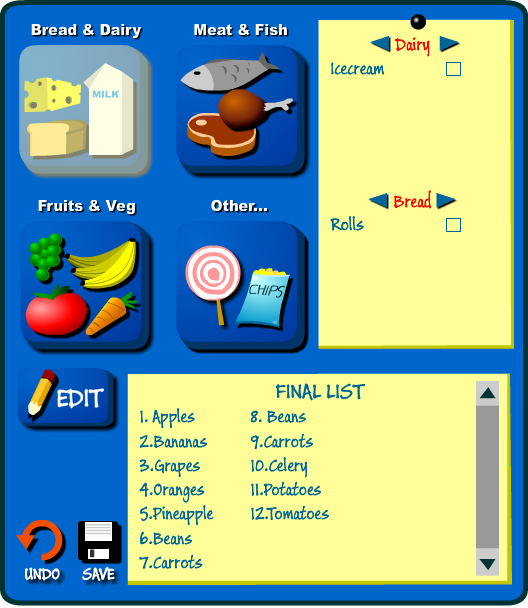 Bread & Dairy
Meat & Fish
MILK
Dairy
Icecream
Bread
Rolls
Fruits & Veg
Other...
CHIPS
EDIT
FINAL LIST
1. Apples
2.Bananas
3.Grapes
4.Oranges
5.Pineapple
6.Beans
7.Carrots
8. Beans
9.Carrots
10.Celery
11.Potatoes
12.Tomatoes
UNDO
SAVE